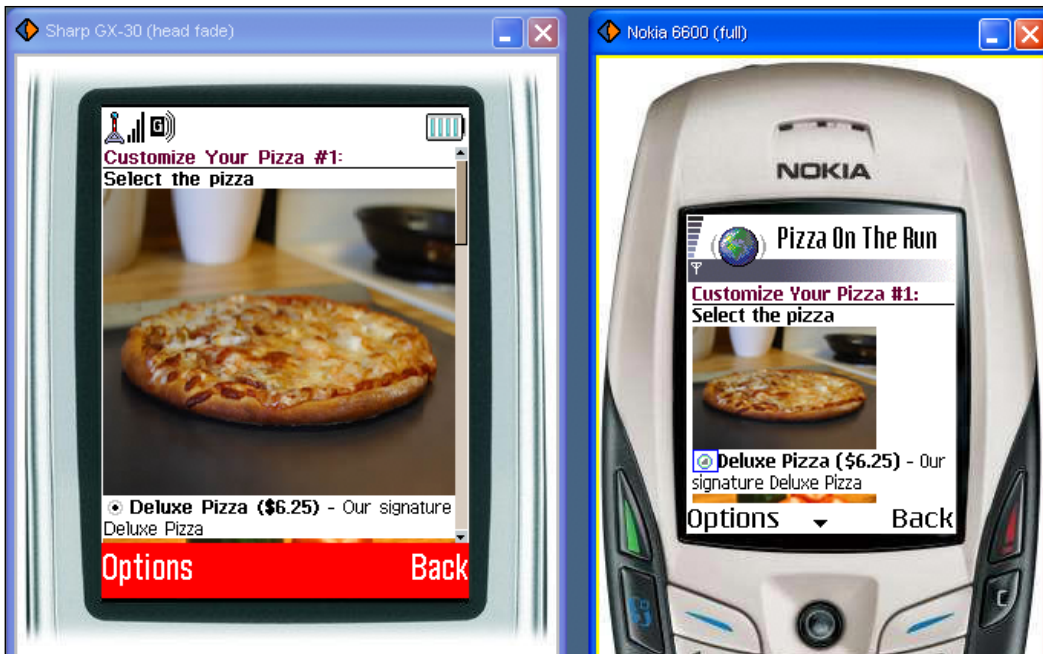 Sharp GX-30 (head fade)
G
Customize Your Pizza #1:
Select the pizza
Deluxe Pizza ($6.25) - Our signature
Deluxe Pizza
Options Back
Nokia 6600 (full)
NOKIA
Pizza On The Run
Customize Your Pizza #1:
Select the pizza
Deluxe Pizza ($6.25) - Our
signature Deluxe Pizza
Options Back
C